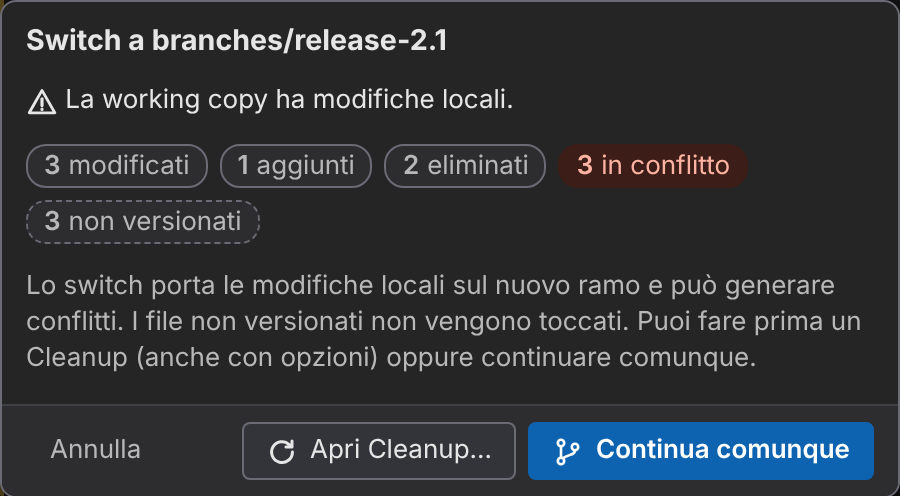 Switch a branches/release-2.1
La working copy ha modifiche locali.
3 modificati 1 aggiunti 2 eliminati 3 in conflitto
3 non versionati
Lo switch porta le modifiche locali sul nuovo ramo e può generare
conflitti. I file non versionati non vengono toccati. Puoi fare prima un
Cleanup (anche con opzioni) oppure continuare comunque.
Annulla Apri Cleanup... Continua comunque